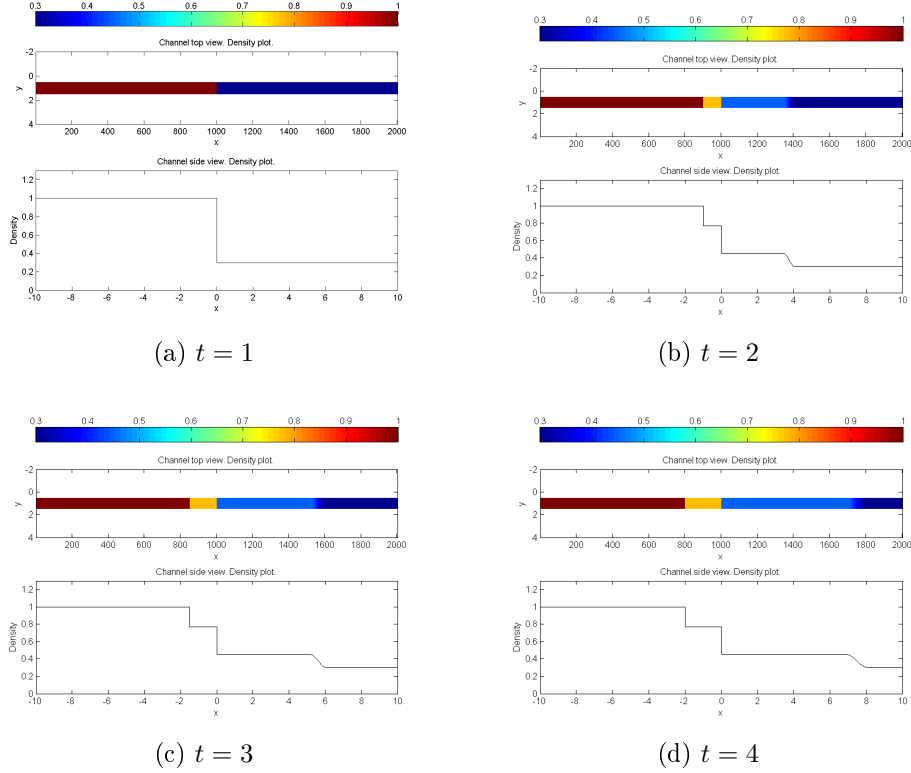 0.3 0.4 0.5 0.6 0.7 0.8 0.9 1
Channel top view. Density plot.
-2
0
2
4
y
200 400 600 800 1000 1200 1400 1600 1800 2000
x
Channel side view. Density plot.
1.2
1
0.8
0.6
0.4
0.2
0
Density
-10 -8 -6 -4 -2 0 2 4 6 8 10
x
(a) t = 1
0.3 0.4 0.5 0.6 0.7 0.8 0.9 1
Channel top view. Density plot.
-2
0
2
4
y
200 400 600 800 1000 1200 1400 1600 1800 2000
x
Channel side view. Density plot.
1.2
1
0.8
0.6
0.4
0.2
0
Density
-10 -8 -6 -4 -2 0 2 4 6 8 10
x
(b) t = 2
0.3 0.4 0.5 0.6 0.7 0.8 0.9 1
Channel top view. Density plot.
-2
0
2
4
y
200 400 600 800 1000 1200 1400 1600 1800 2000
x
Channel side view. Density plot.
1.2
1
0.8
0.6
0.4
0.2
0
Density
-10 -8 -6 -4 -2 0 2 4 6 8 10
x
(c) t = 3
0.3 0.4 0.5 0.6 0.7 0.8 0.9 1
Channel top view. Density plot.
-2
0
2
4
y
200 400 600 800 1000 1200 1400 1600 1800 2000
x
Channel side view. Density plot.
1.2
1
0.8
0.6
0.4
0.2
0
Density
-10 -8 -6 -4 -2 0 2 4 6 8 10
x
(d) t = 4